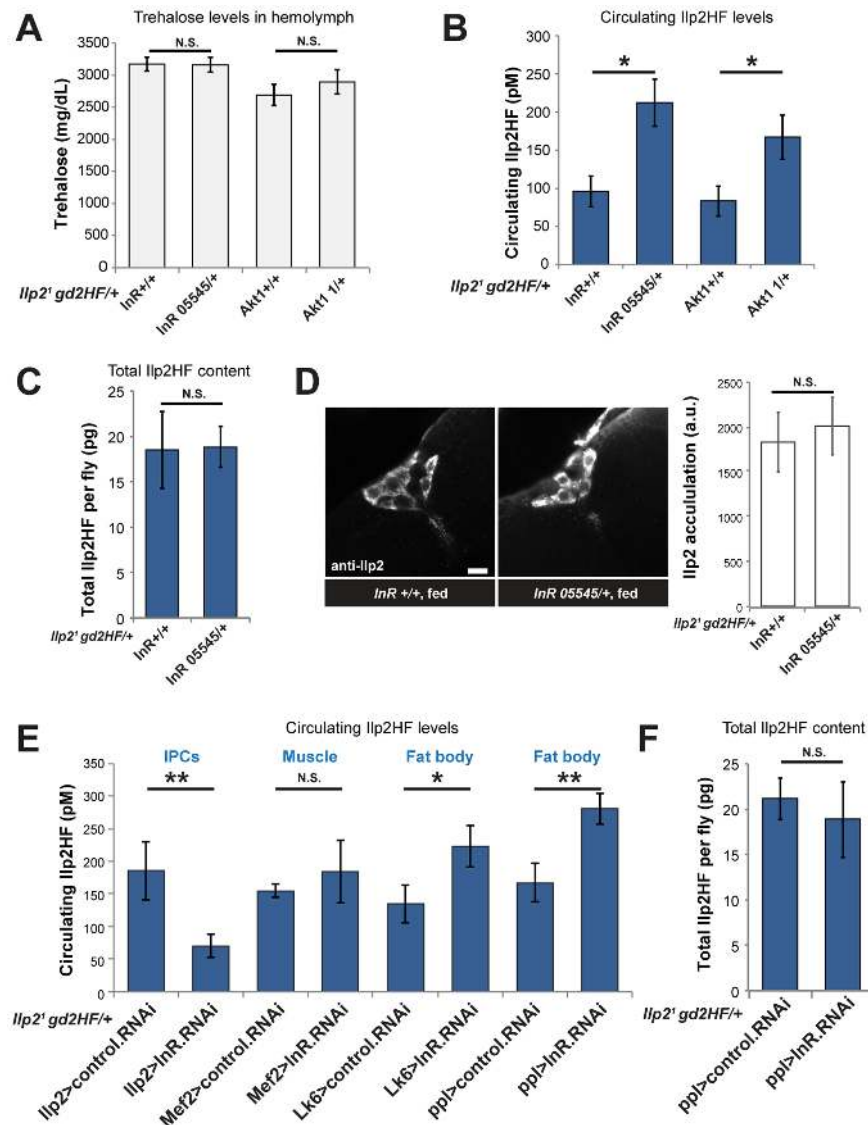 A
Trehalose levels in hemolymph
N.S.
N.S.
3500
3000
2500
2000
1500
1000
500
0
Trehalose (mg/dL)
Ilp2¹ gd2HF/+
InR+/+
InR 05545/+
Akt1+/+
Akt1 1/+
B
Circulating Ilp2HF levels
*
*
300
250
200
150
100
50
0
Circulating Ilp2HF (pM)
Ilp2¹ gd2HF/+
InR+/+
InR 05545/+
Akt1+/+
Akt1 1/+
C
Total Ilp2HF content
N.S.
25
20
15
10
5
0
Total Ilp2HF per fly (pg)
Ilp2¹ gd2HF/+
InR+/+
InR 05545/+
D
anti-Ilp2
InR +/+, fed
InR 05545/+, fed
N.S.
2500
2000
1500
1000
500
0
Ilp2 accululation (a.u.)
Ilp2¹ gd2HF/+
InR+/+
InR 05545/+
E
Circulating Ilp2HF levels
IPCs
Muscle
Fat body
Fat body
**
N.S.
*
**
350
300
250
200
150
100
50
0
Circulating Ilp2HF (pM)
Ilp2¹ gd2HF/+
Ilp2>control.RNAi
Ilp2>InR.RNAi
Mef2>control.RNAi
Mef2>InR.RNAi
Lk6>control.RNAi
Lk6>InR.RNAi
ppl>control.RNAi
ppl>InR.RNAi
F
Total Ilp2HF content
N.S.
25
20
15
10
5
0
Total Ilp2HF per fly (pg)
Ilp2¹ gd2HF/+
ppl>control.RNAi
ppl>InR.RNAi